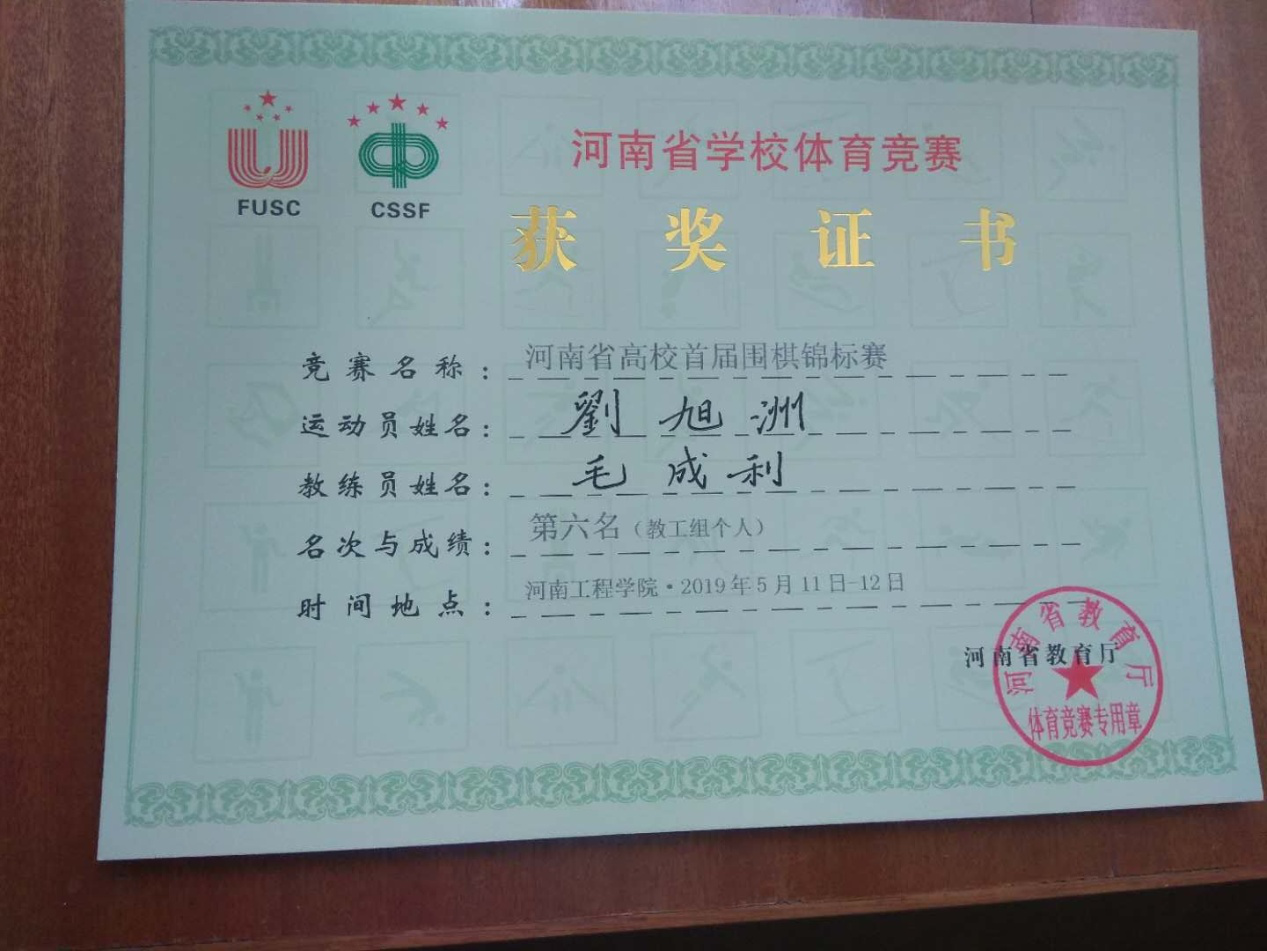 FUSC
CSSF
河南省学校体育竞赛
获奖证书
竞赛名称：河南省高校首届围棋锦标赛
运动员姓名：劉旭洲
教练员姓名：毛成利
名次与成绩：第六名（教工组个人）
时间地点：河南工程学院·2019年5月11日-12日
河南省教育厅
河南省教育厅
体育竞赛专用章